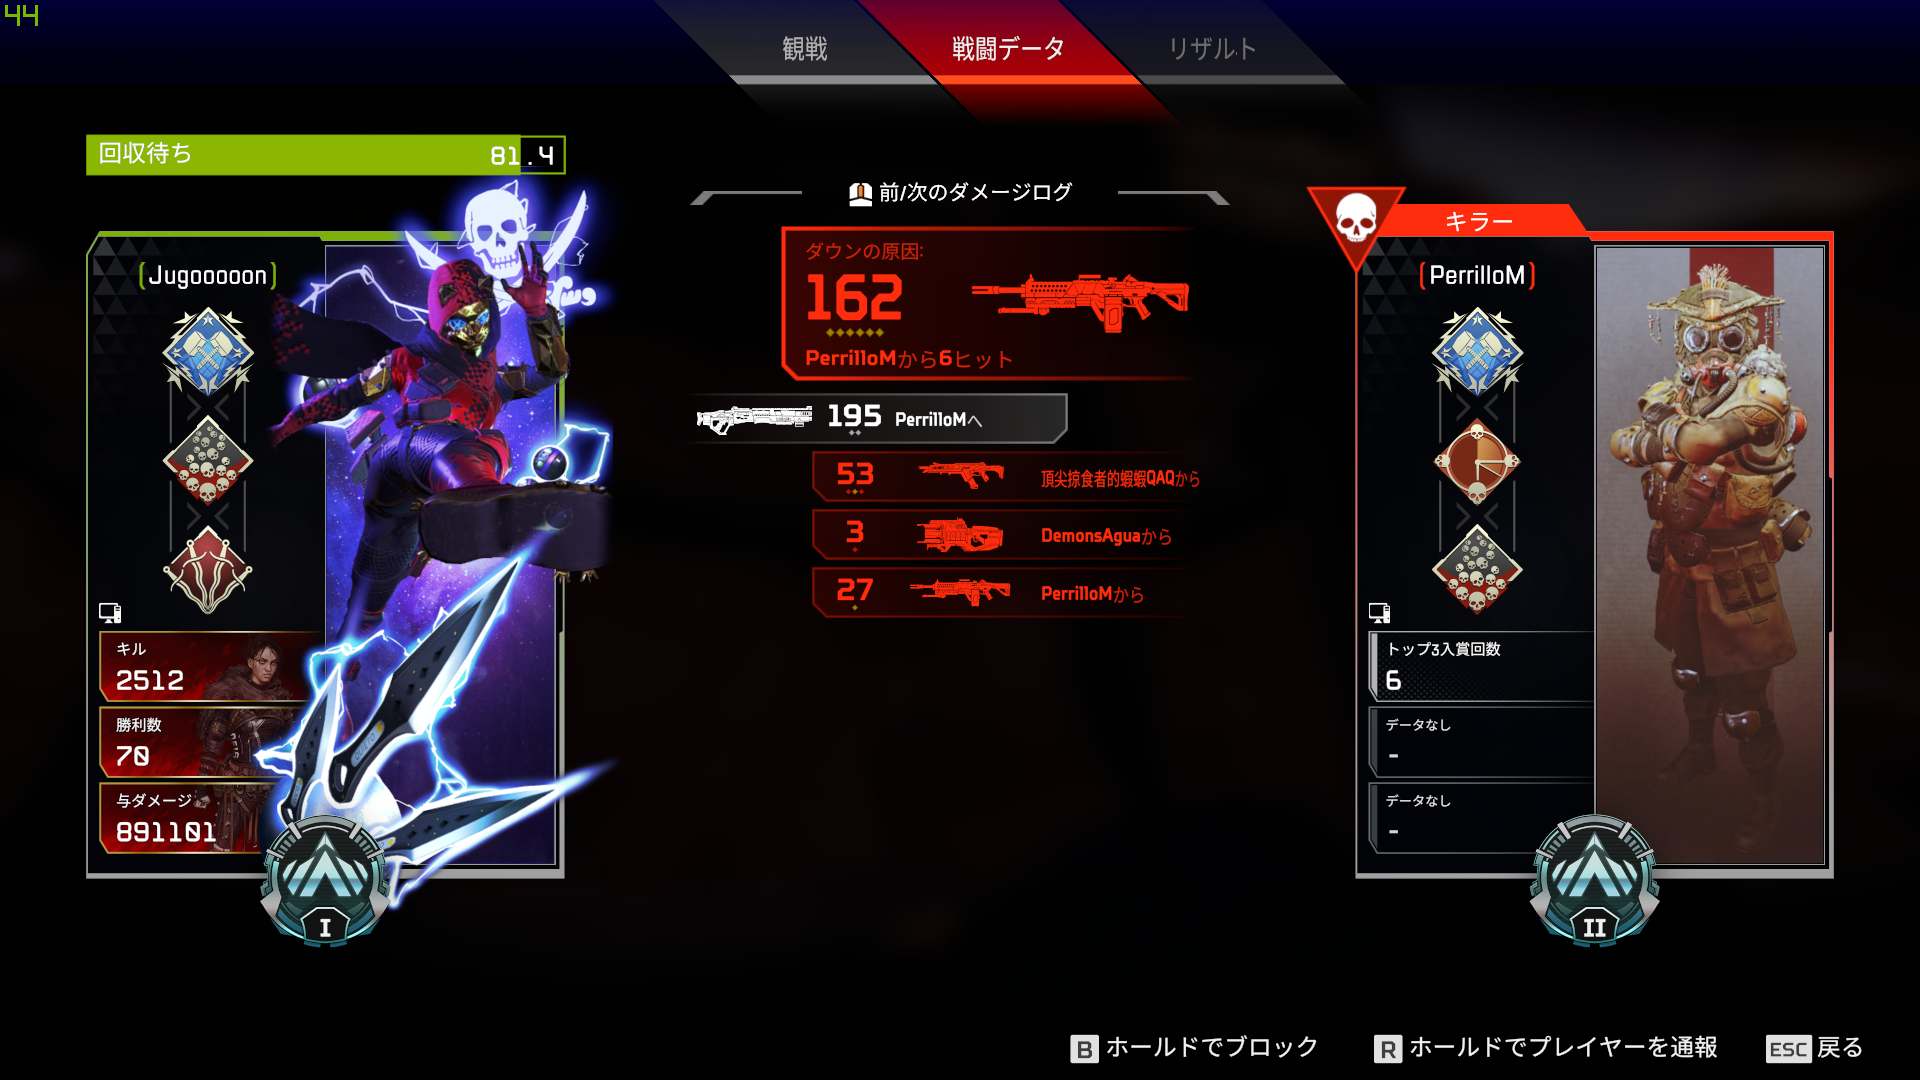 44
観戦
戦闘データ
リザルト
回収待ち
81.4
前/次のダメージログ
キラー
Jugooooon
PerrilloM
ダウンの原因:
162
PerrilloMから6ヒット
195 PerrilloMへ
53 頂尖掠食者的蝦蝦QAQから
3 DemonsAguaから
27 PerrilloMから
キル
2512
勝利数
70
与ダメージ
891101
I
トップ3入賞回数
6
データなし
-
データなし
-
II
B ホールドでブロック
R ホールドでプレイヤーを通報
ESC 戻る